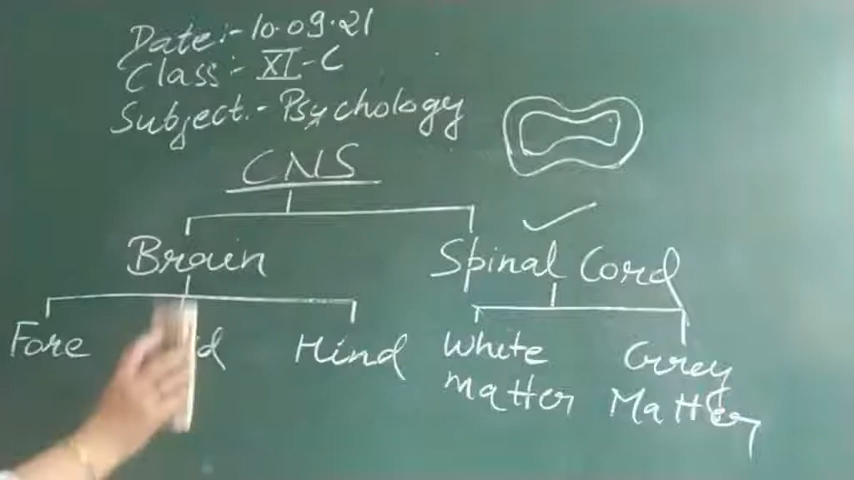 Date:- 10.09.21
Class:- XI-C
Subject:- Psychology
CNS
Brain
Spinal Cord
Fore
Hind
White matter
Grey Matter